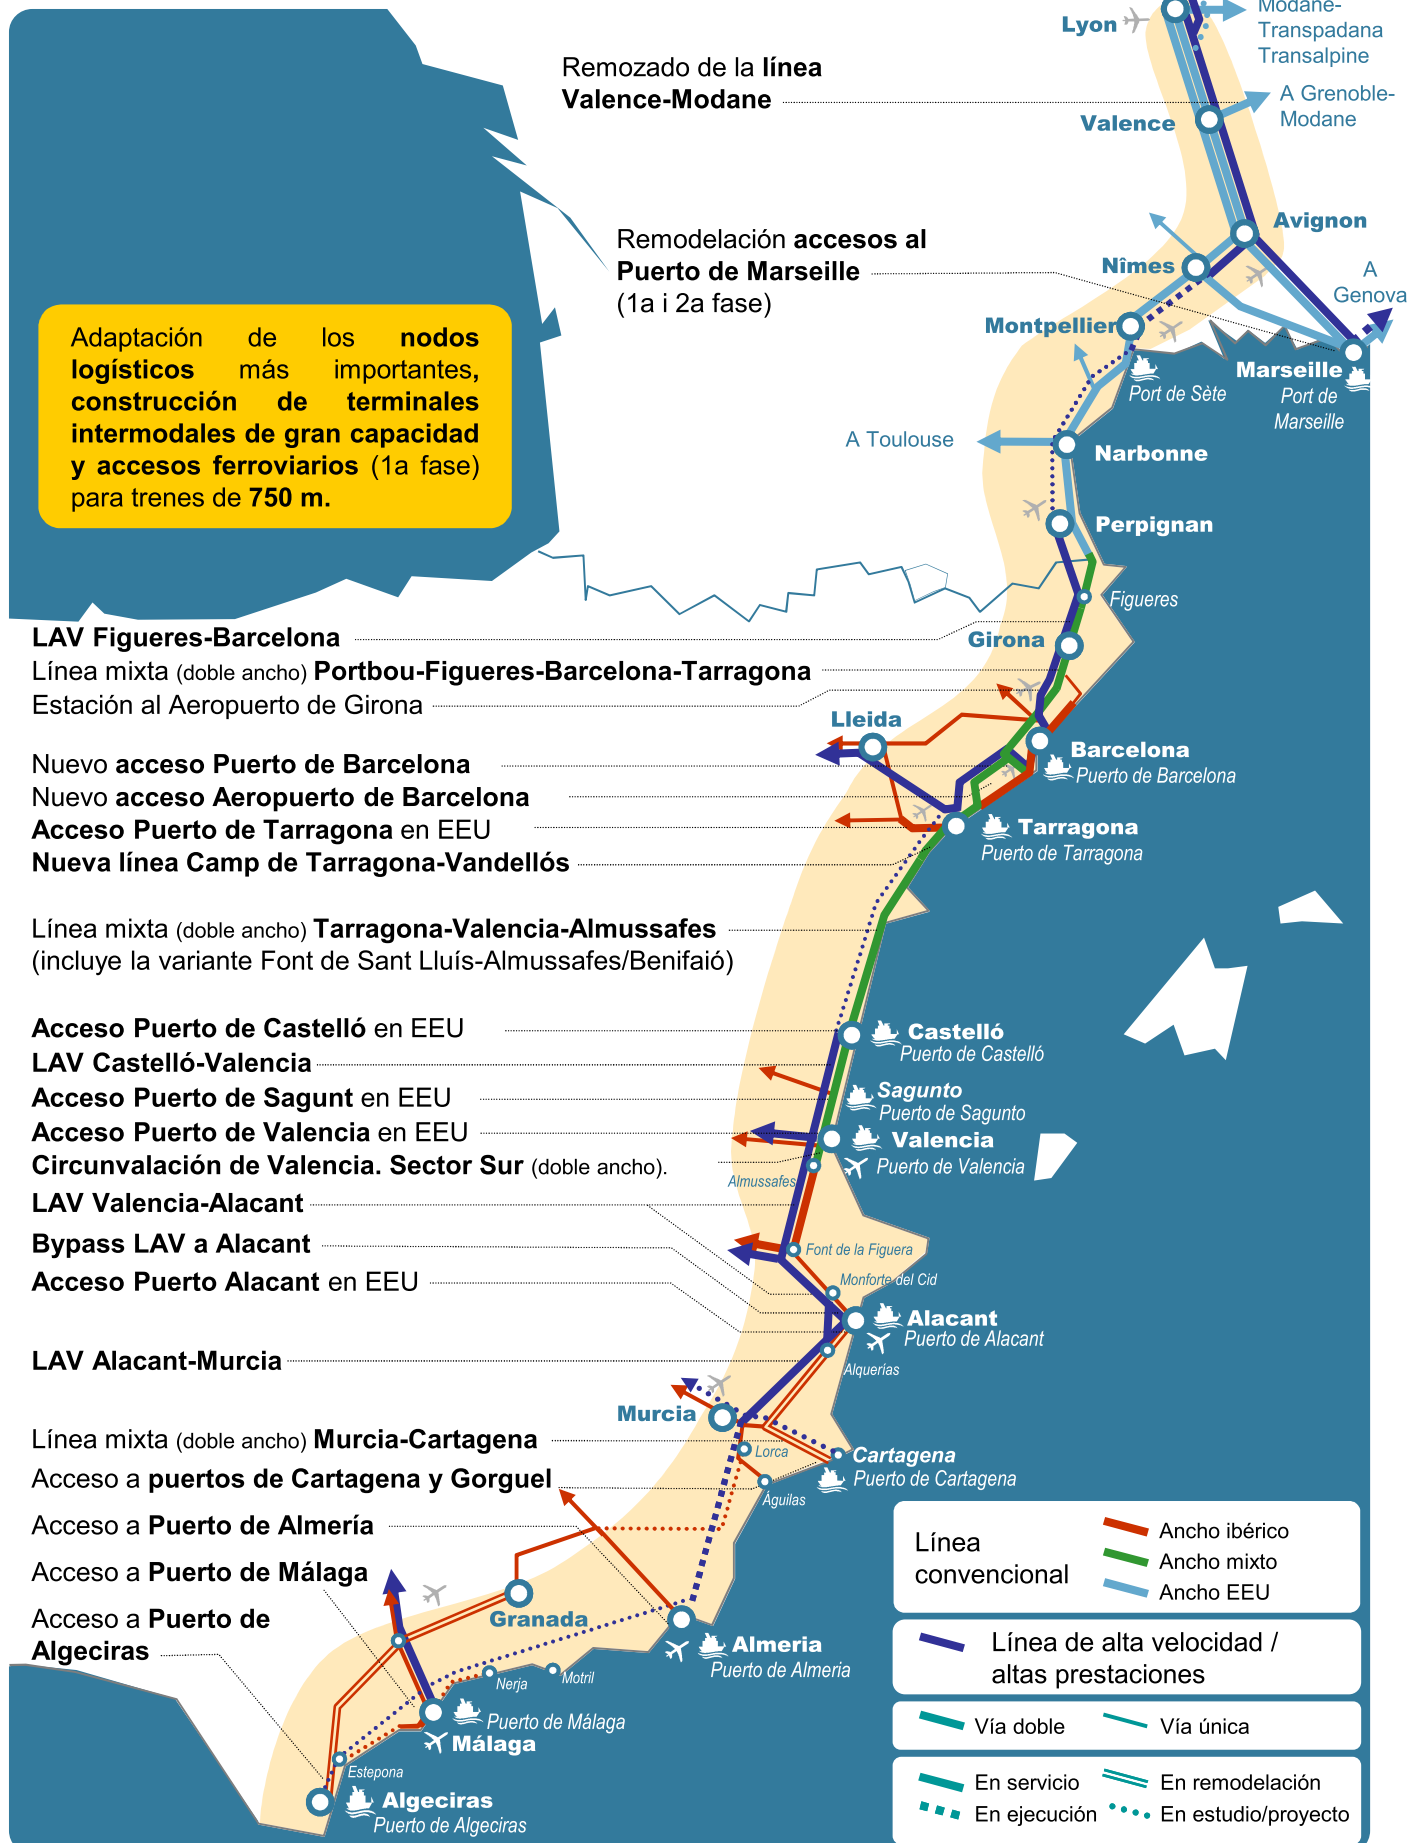 Modane-
Transpadana
Transalpine
Lyon
Remozado de la línea
Valence-Modane
A Grenoble-
Modane
Valence
Avignon
Remodelación accesos al
Puerto de Marseille
(1a i 2a fase)
Nîmes
A
Genova
Montpellier
Marseille
Port de
Marseille
Port de Sète
Adaptación de los nodos
logísticos más importantes,
construcción de terminales
intermodales de gran capacidad
y accesos ferroviarios (1a fase)
para trenes de 750 m.
A Toulouse
Narbonne
Perpignan
Figueres
LAV Figueres-Barcelona
Girona
Línea mixta (doble ancho) Portbou-Figueres-Barcelona-Tarragona
Estación al Aeropuerto de Girona
Lleida
Barcelona
Puerto de Barcelona
Nuevo acceso Puerto de Barcelona
Nuevo acceso Aeropuerto de Barcelona
Acceso Puerto de Tarragona en EEU
Tarragona
Puerto de Tarragona
Nueva línea Camp de Tarragona-Vandellós
Línea mixta (doble ancho) Tarragona-Valencia-Almussafes
(incluye la variante Font de Sant Lluís-Almussafes/Benifaió)
Acceso Puerto de Castelló en EEU
Castelló
Puerto de Castelló
LAV Castelló-Valencia
Acceso Puerto de Sagunt en EEU
Sagunto
Puerto de Sagunto
Acceso Puerto de Valencia en EEU
Valencia
Puerto de Valencia
Circunvalación de Valencia. Sector Sur (doble ancho).
Almussafes
LAV Valencia-Alacant
Bypass LAV a Alacant
Font de la Figuera
Acceso Puerto Alacant en EEU
Monforte del Cid
Alacant
Puerto de Alacant
LAV Alacant-Murcia
Alquerias
Murcia
Línea mixta (doble ancho) Murcia-Cartagena
Lorca
Cartagena
Puerto de Cartagena
Acceso a puertos de Cartagena y Gorguel
Águilas
Acceso a Puerto de Almería
Acceso a Puerto de Málaga
Acceso a Puerto de
Algeciras
Granada
Almeria
Puerto de Almeria
Nerja
Motril
Puerto de Málaga
Málaga
Estepona
Algeciras
Puerto de Algeciras
Línea
convencional
Ancho ibérico
Ancho mixto
Ancho EEU
Línea de alta velocidad /
altas prestaciones
Vía doble
Vía única
En servicio
En remodelación
En ejecución
En estudio/proyecto